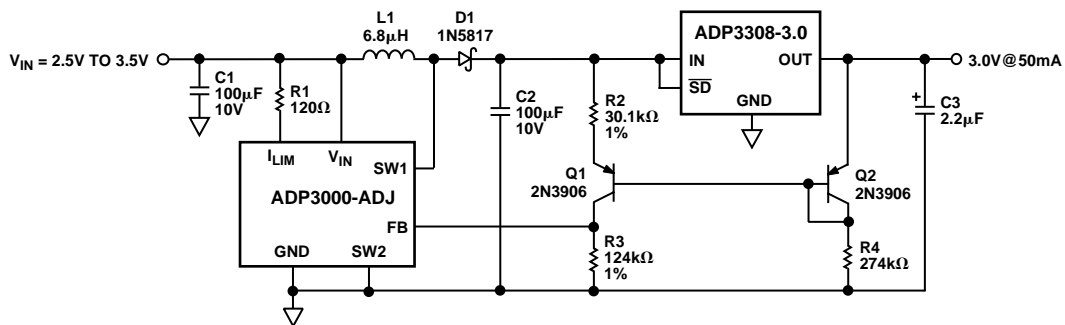 V_IN = 2.5V TO 3.5V
C1
100μF
10V
R1
120Ω
L1
6.8μH
D1
1N5817
C2
100μF
10V
R2
30.1kΩ
1%
ADP3308-3.0
IN
OUT
SD
GND
3.0V@50mA
+
C3
2.2μF
I_LIM
V_IN
SW1
ADP3000-ADJ
FB
GND
SW2
Q1
2N3906
Q2
2N3906
R3
124kΩ
1%
R4
274kΩ